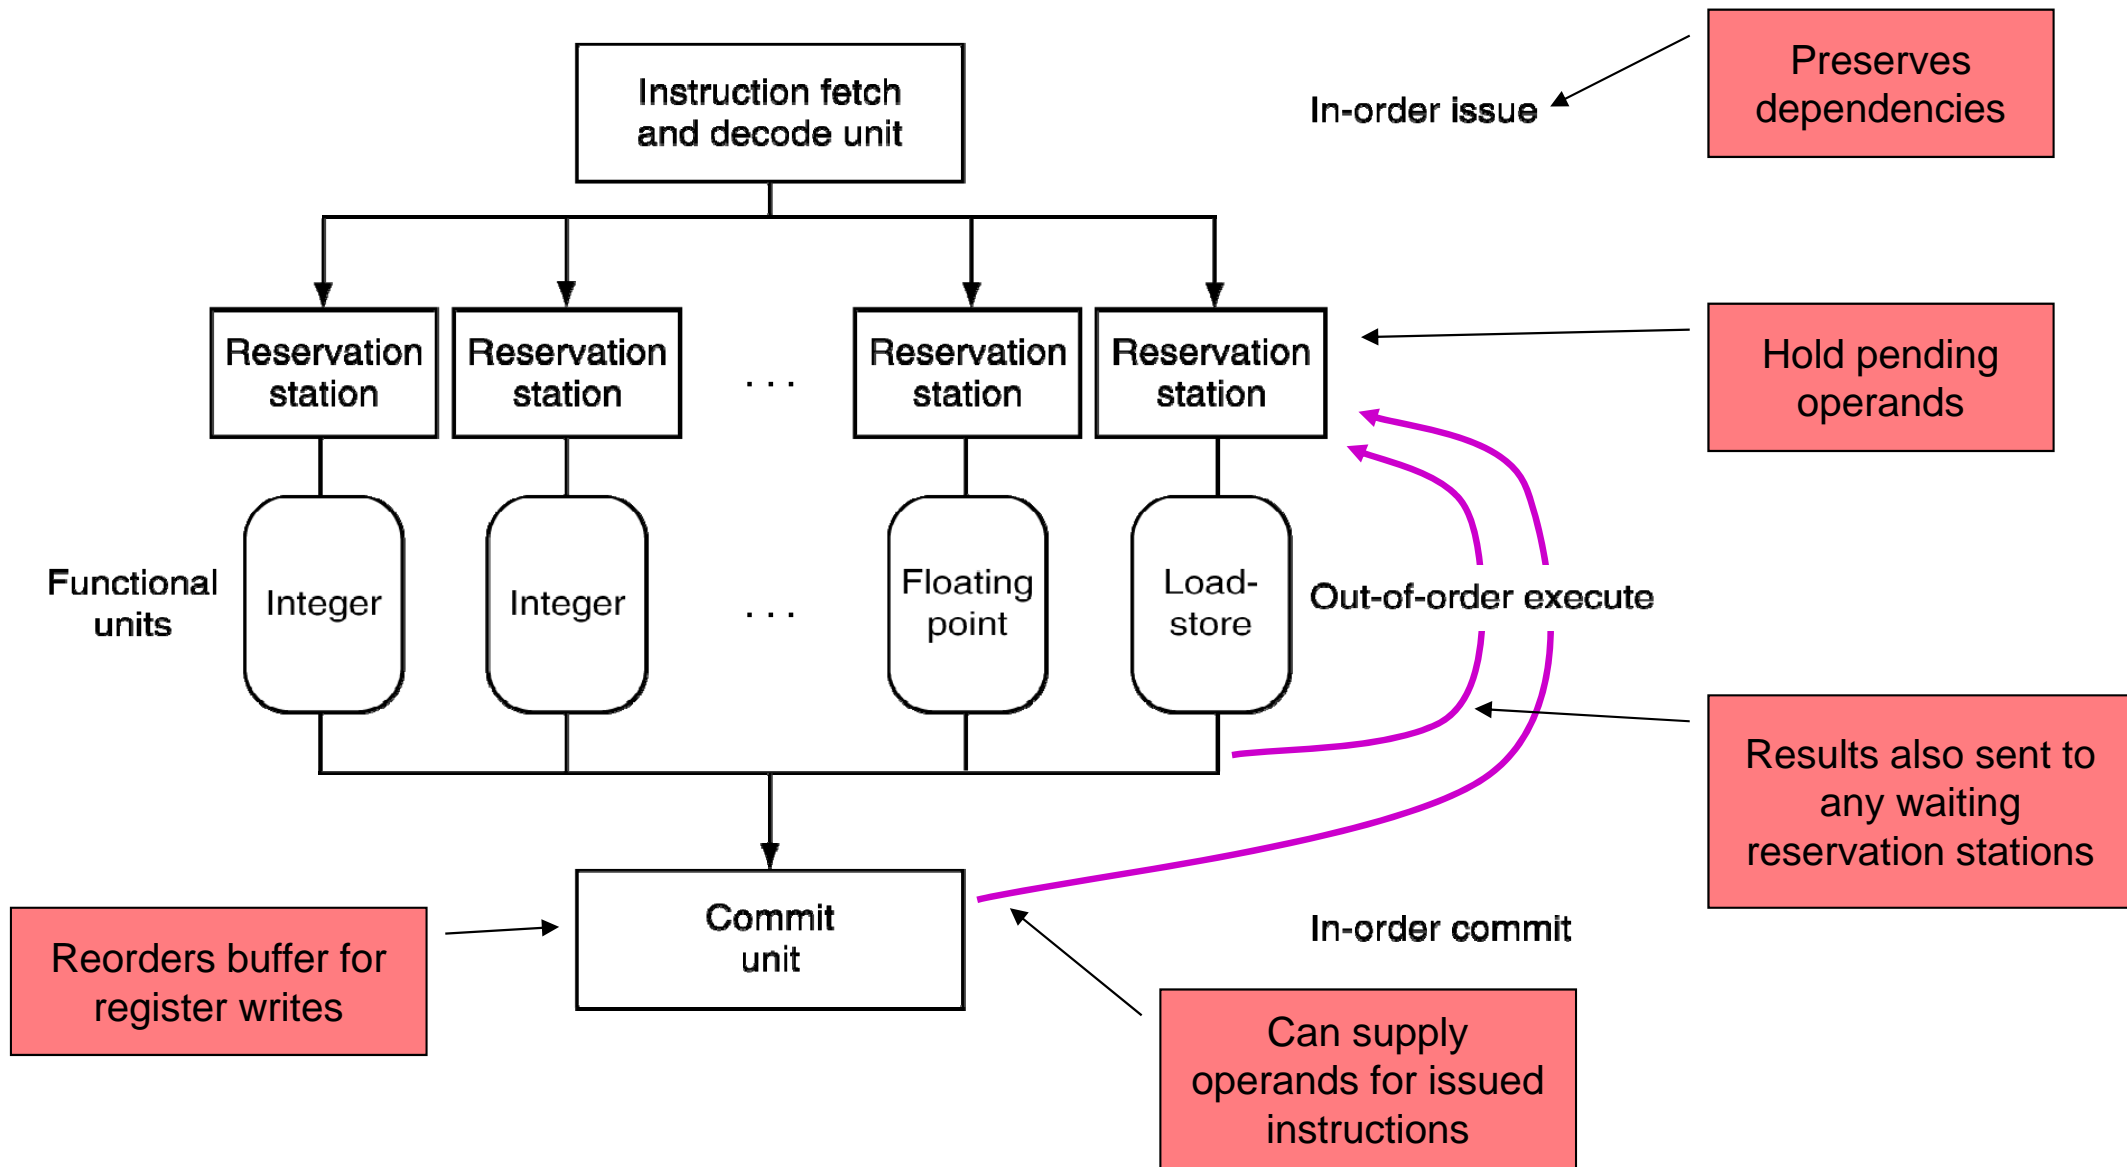 Instruction fetch
and decode unit
In-order issue
Preserves
dependencies
Reservation
station
Reservation
station
. . .
Reservation
station
Reservation
station
Hold pending
operands
Functional
units
Integer
Integer
. . .
Floating
point
Load-
store
Out-of-order execute
Results also sent to
any waiting
reservation stations
Commit
unit
In-order commit
Reorders buffer for
register writes
Can supply
operands for issued
instructions